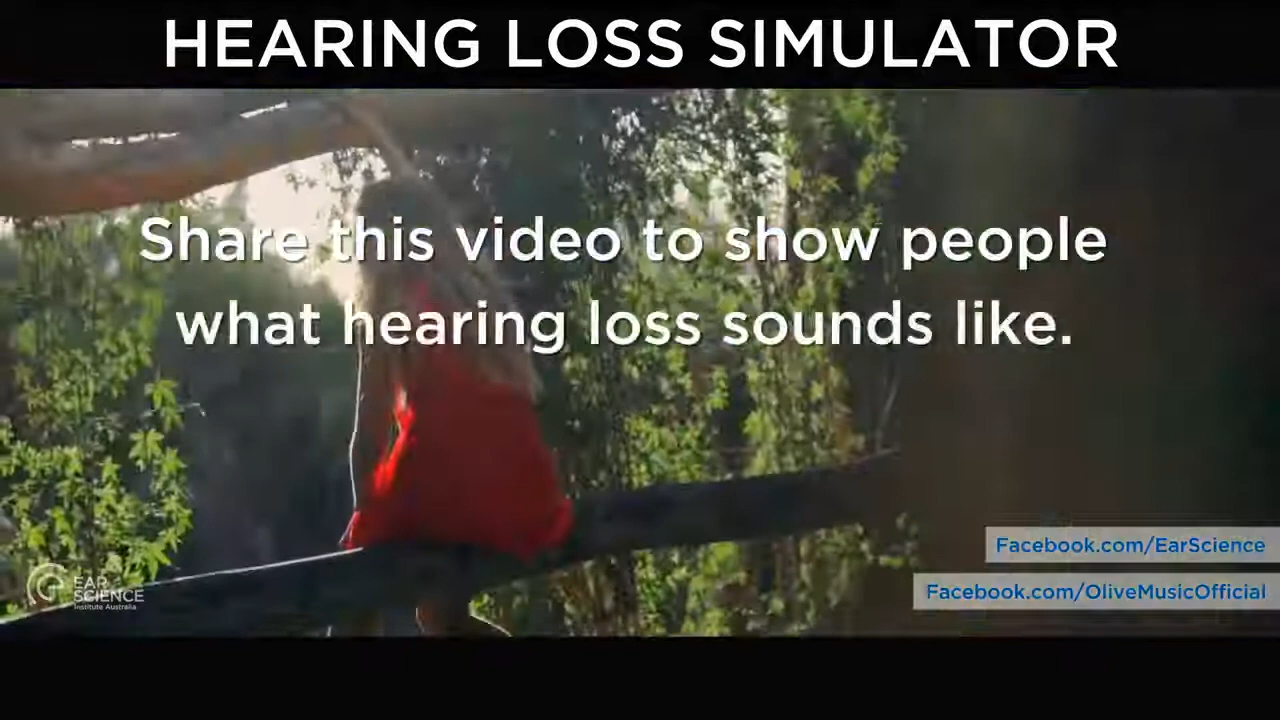 HEARING LOSS SIMULATOR
Share this video to show people
what hearing loss sounds like.
Facebook.com/EarScience
EAR
SCIENCE
Institute Australia
Facebook.com/OliveMusicOfficial